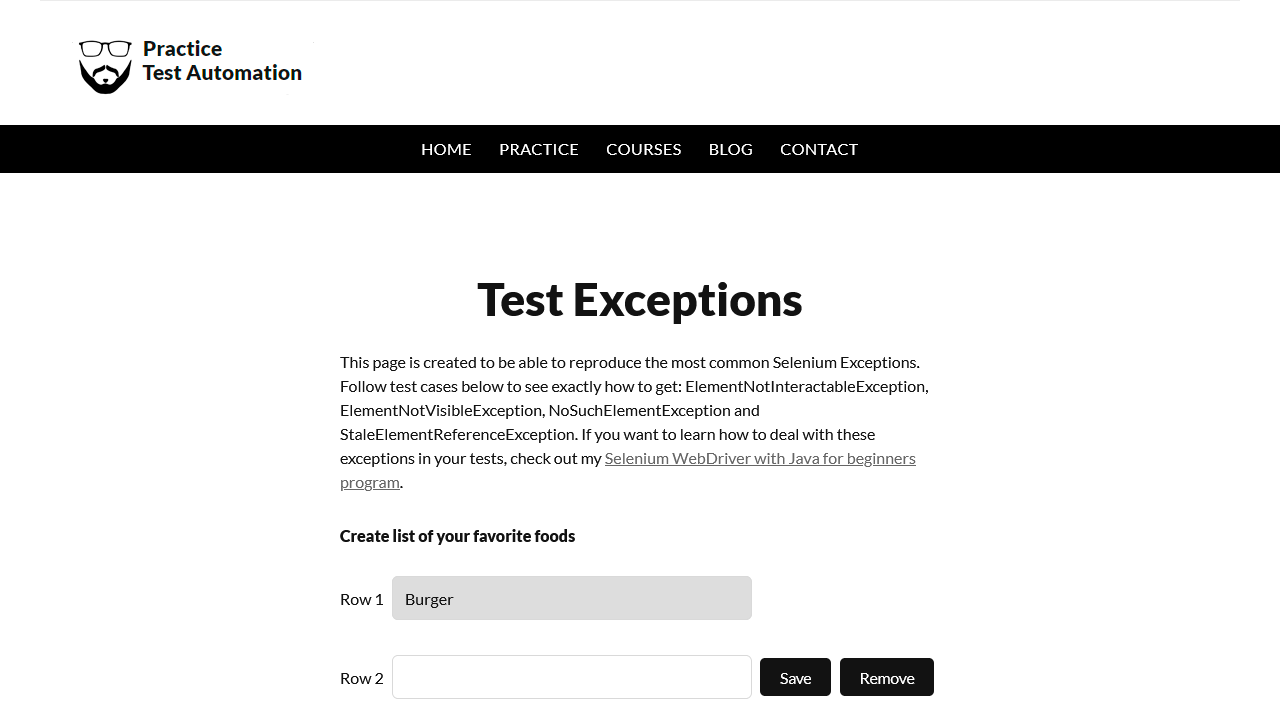 Practice
Test Automation
HOME PRACTICE COURSES BLOG CONTACT
Test Exceptions
This page is created to be able to reproduce the most common Selenium Exceptions.
Follow test cases below to see exactly how to get: ElementNotInteractableException,
ElementNotVisibleException, NoSuchElementException and
StaleElementReferenceException. If you want to learn how to deal with these
exceptions in your tests, check out my Selenium WebDriver with Java for beginners
program.
Create list of your favorite foods
Row 1 Burger
Row 2 Save Remove